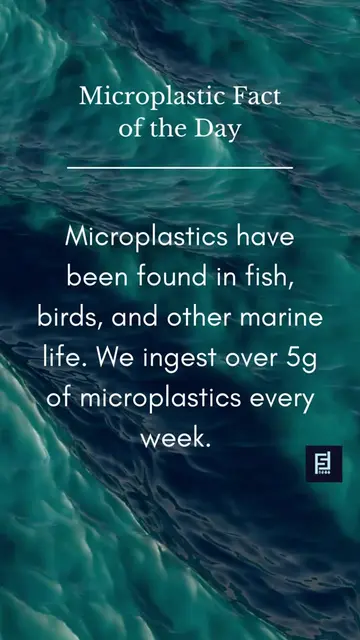 Microplastic Fact
of the Day
Microplastics have
been found in fish,
birds, and other marine
life. We ingest over 5g
of microplastics every
week.